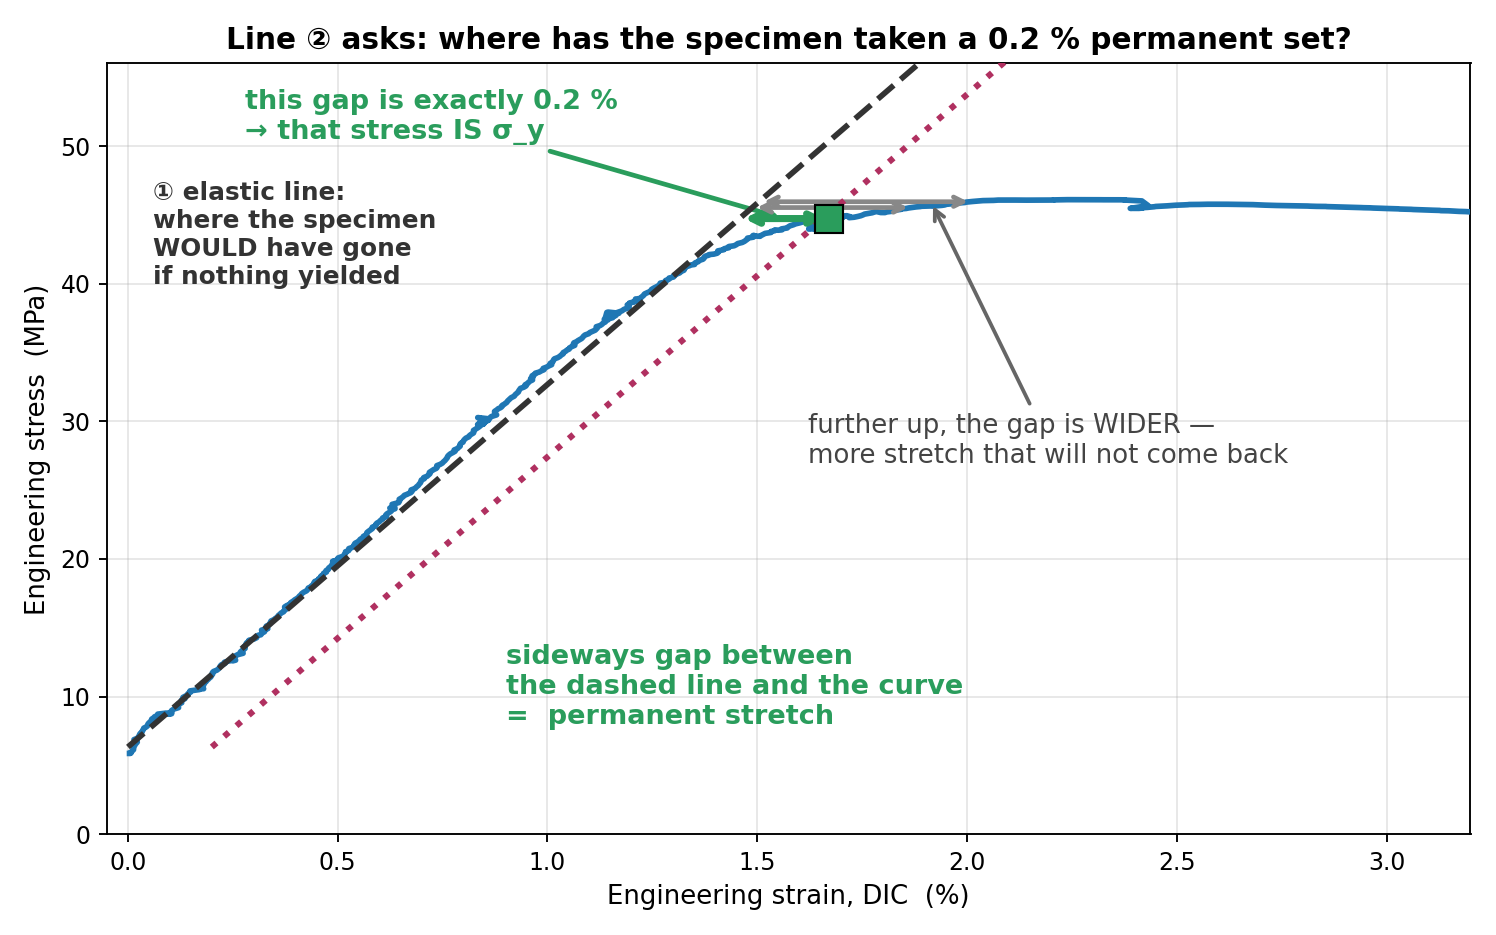 Line ② asks: where has the specimen taken a 0.2 % permanent set?
this gap is exactly 0.2 %
→ that stress IS σ_y
① elastic line:
where the specimen
WOULD have gone
if nothing yielded
further up, the gap is WIDER —
more stretch that will not come back
sideways gap between
the dashed line and the curve
=  permanent stretch
Engineering stress  (MPa)
50
40
30
20
10
0
0.0
0.5
1.0
1.5
2.0
2.5
3.0
Engineering strain, DIC  (%)